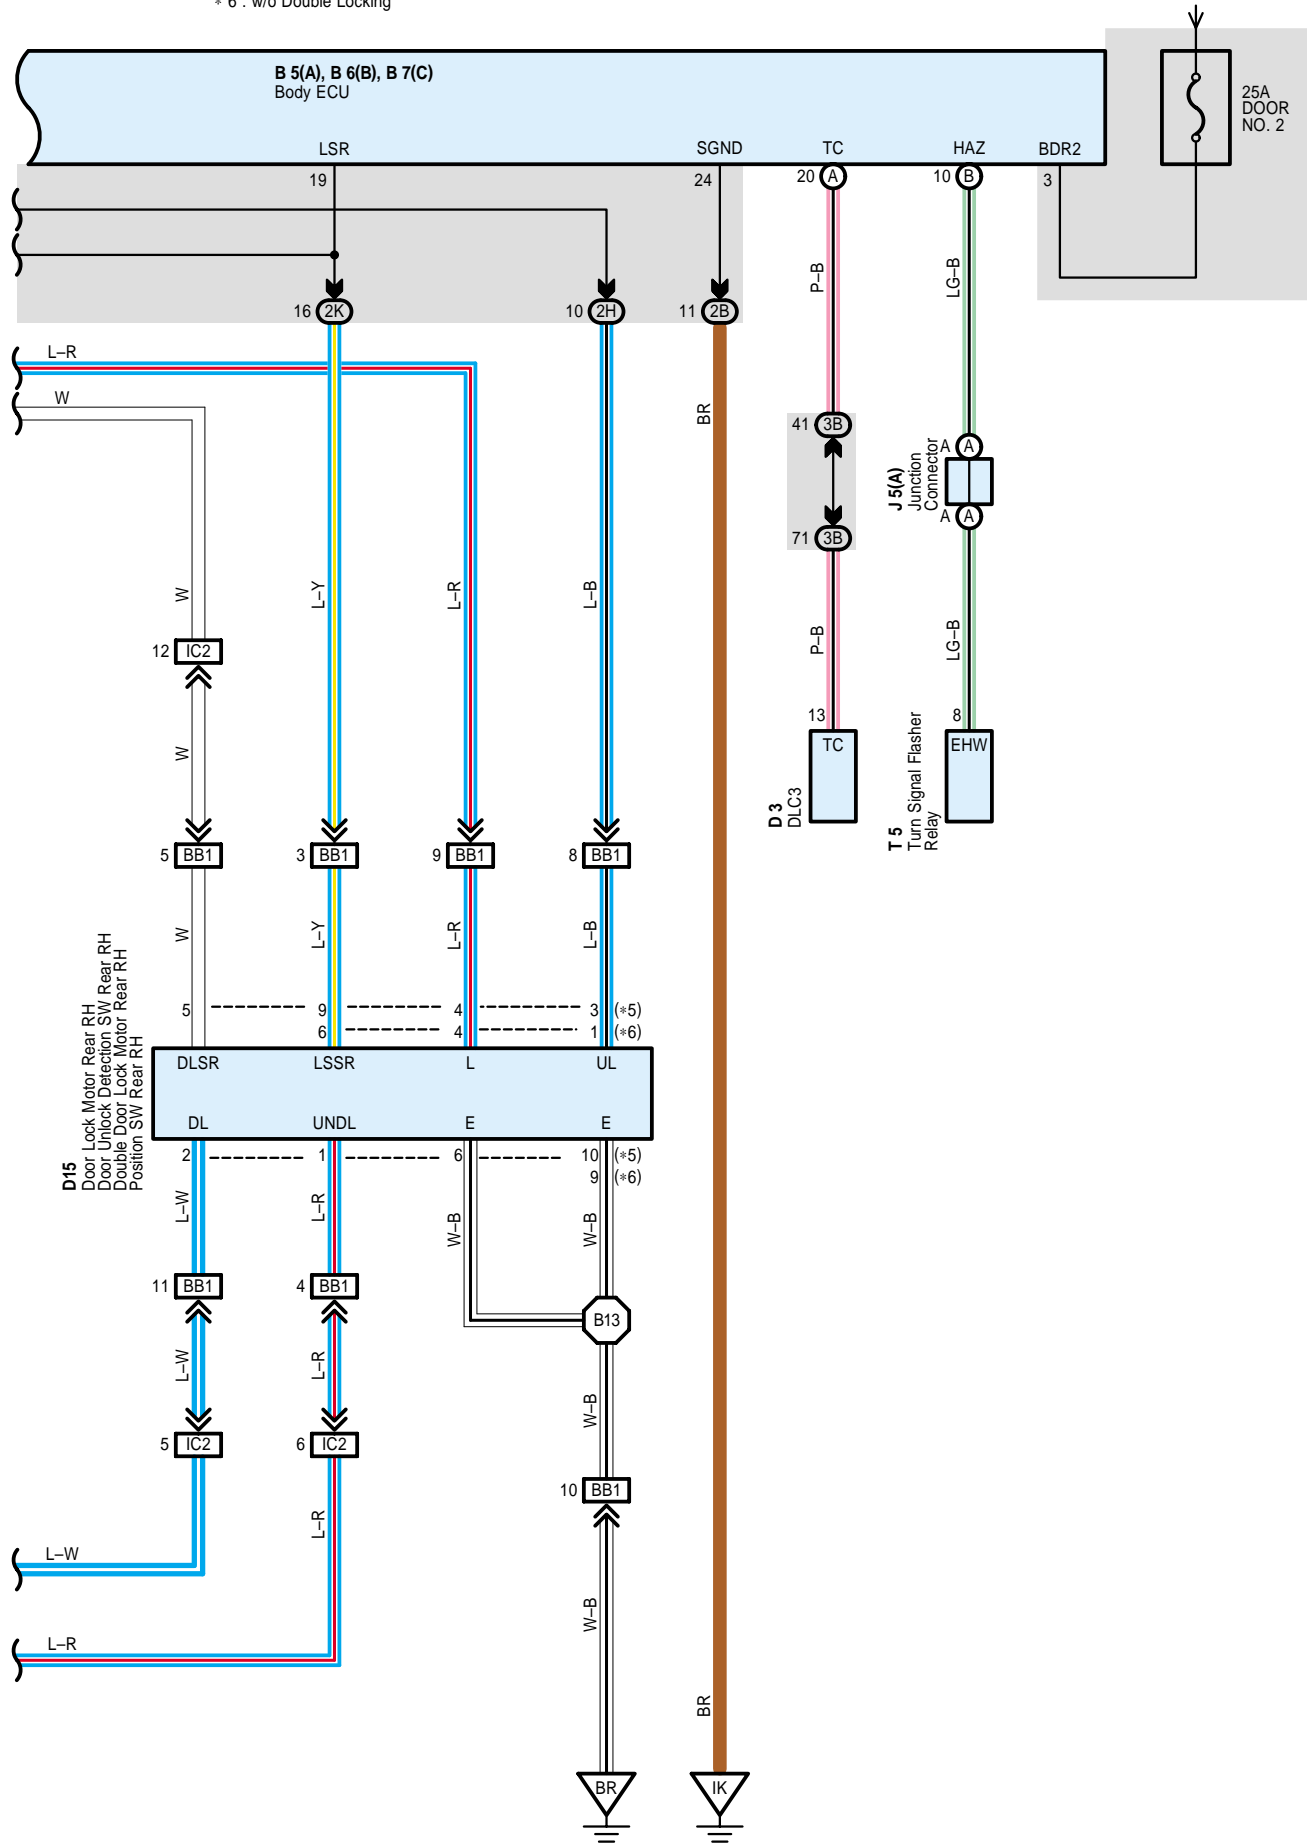 * 6 : w/o Double Locking
B 5(A), B 6(B), B 7(C)
Body ECU
25A
DOOR
NO. 2
LSR
SGND
TC
HAZ
BDR2
19
24
20 A
10 B
3
P–B
LG–B
16 2K
10 2H
11 2B
L–R
W
BR
41 3B
A A
J 5(A)
Junction
Connector
A A
71 3B
W
L–Y
L–R
L–B
P–B
LG–B
12 IC2
13
8
TC
EHW
W
D 3
DLC3
T 5
Turn Signal Flasher
Relay
5 BB1
3 BB1
9 BB1
8 BB1
W
L–Y
L–R
L–B
5
9
4
3 (*5)
6
4
1 (*6)
D15
Door Lock Motor Rear RH
Door Unlock Detection SW Rear RH
Double Door Lock Motor Rear RH
Position SW Rear RH
DLSR
LSSR
L
UL
DL
UNDL
E
E
2
1
6
10 (*5)
9 (*6)
L–W
L–R
W–B
W–B
11 BB1
4 BB1
B13
L–W
L–R
W–B
5 IC2
6 IC2
10 BB1
L–R
L–W
W–B
L–R
BR
BR
IK